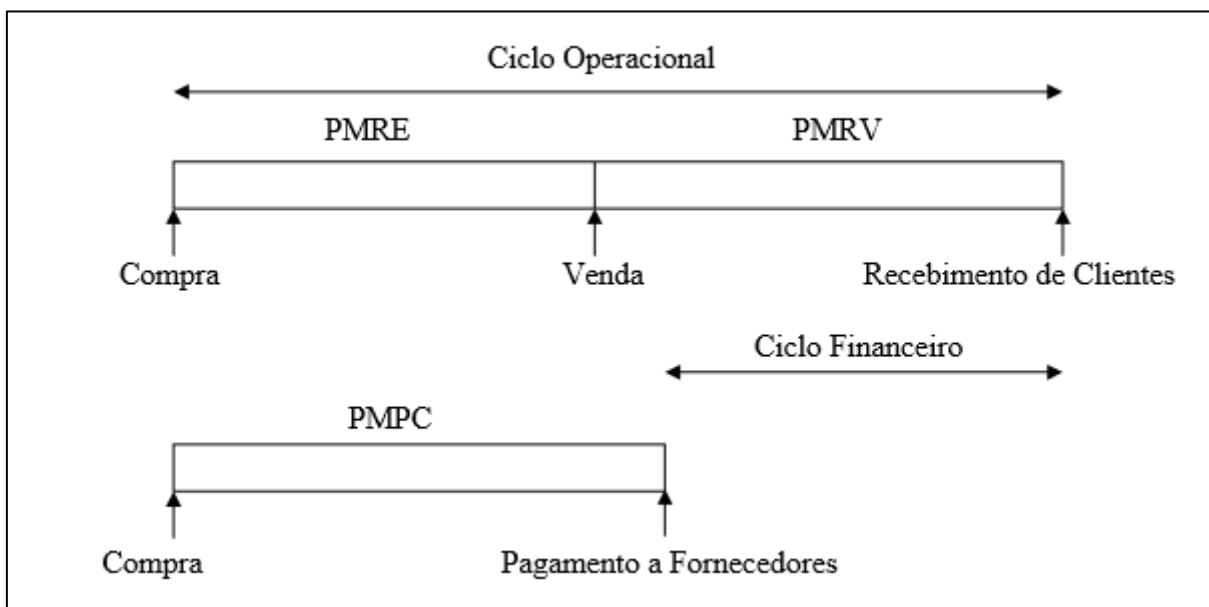 Ciclo Operacional
PMRE PMRV
Compra Venda Recebimento de Clientes
Ciclo Financeiro
PMPC
Compra Pagamento a Fornecedores